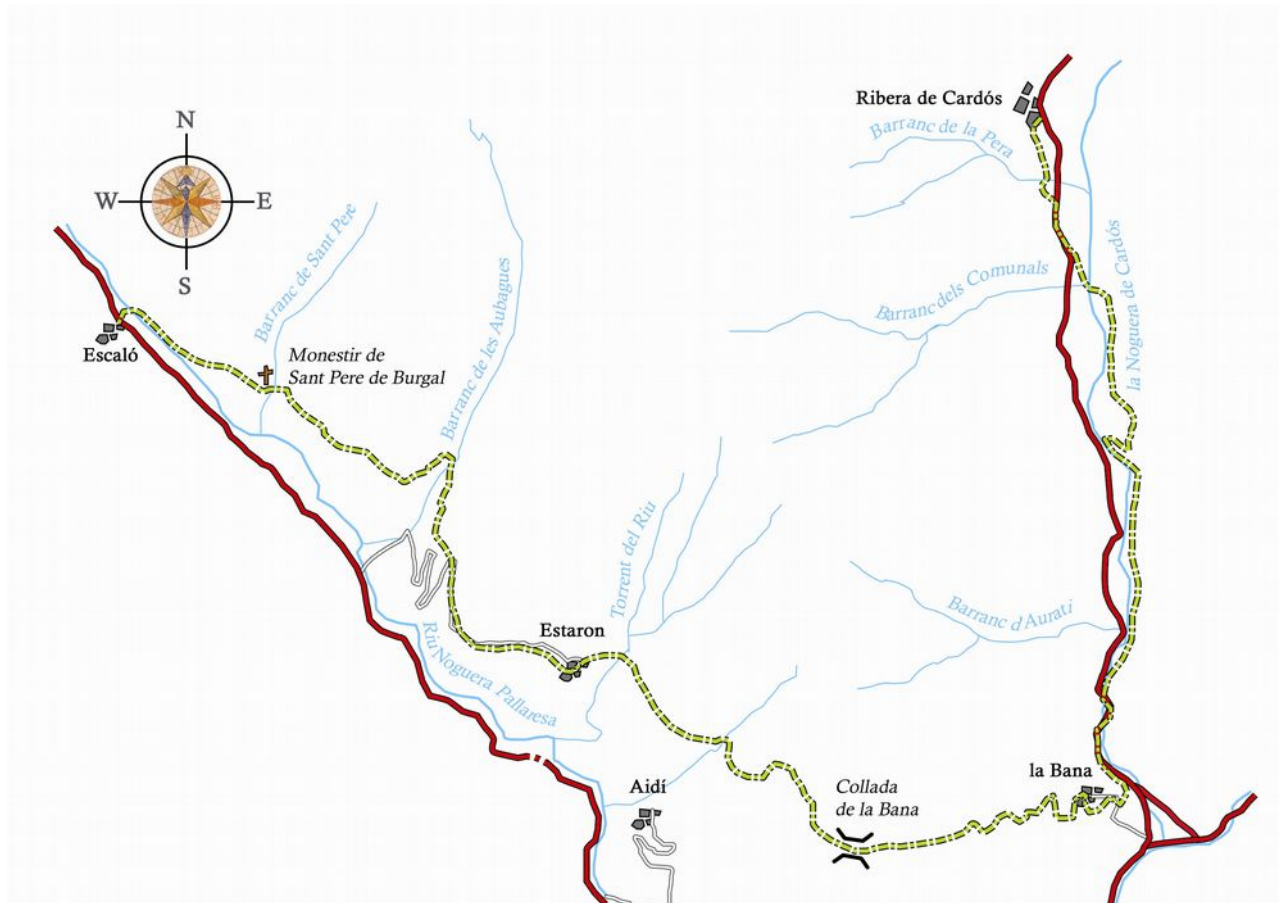 Ribera de Cardós
Barranc de la Pera
N
W
E
S
Barranc de Sant Pere
Barranc de les Aubagues
Barranc dels Comunals
la Noguera de Cardós
Escaló
Monestir de
Sant Pere de Burgal
Torrent del Riu
Barranc d'Aurati
Estaron
Riu Noguera Pallaresa
Aidí
Collada
de la Bana
la Bana